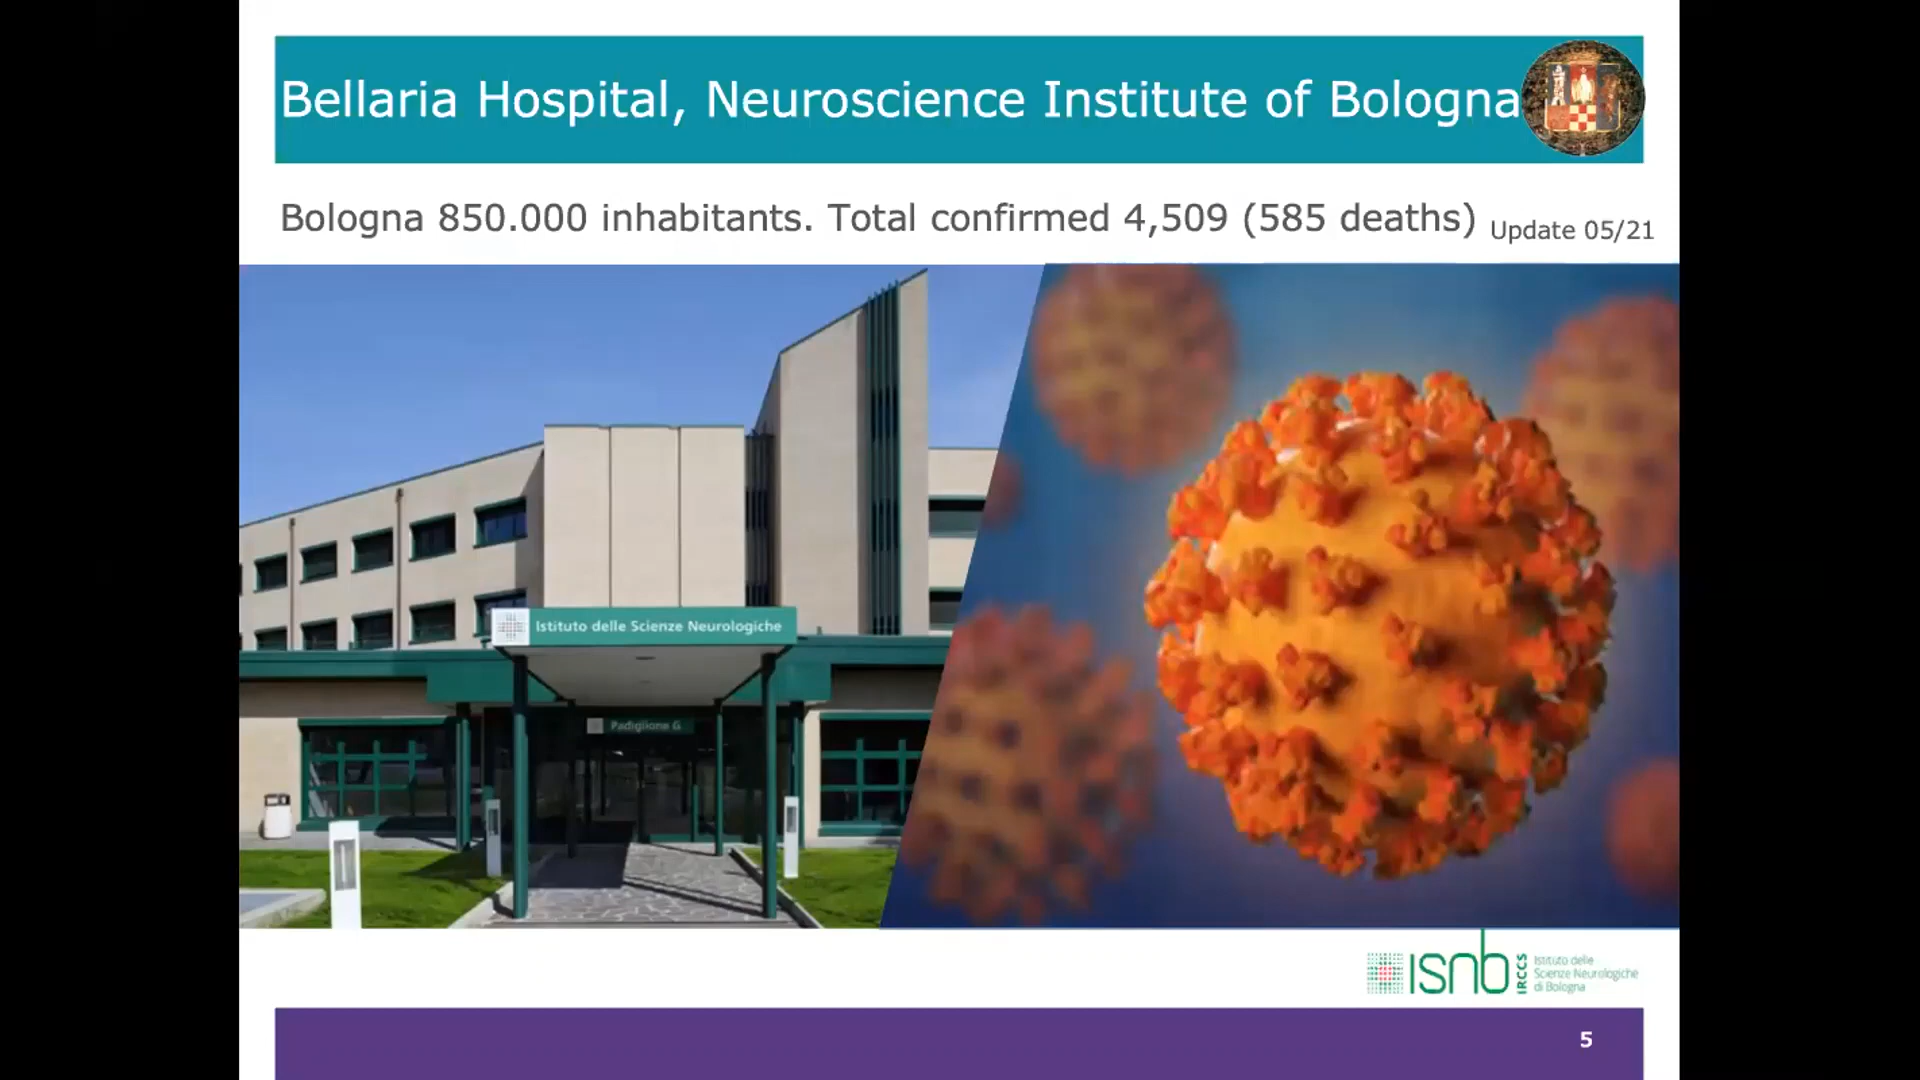 Bellaria Hospital, Neuroscience Institute of Bologna
Bologna 850.000 inhabitants. Total confirmed 4,509 (585 deaths) Update 05/21
Istituto delle Scienze Neurologiche
Padiglione G
isnb
IRCCS
Istituto delle
Scienze Neurologiche
di Bologna
5